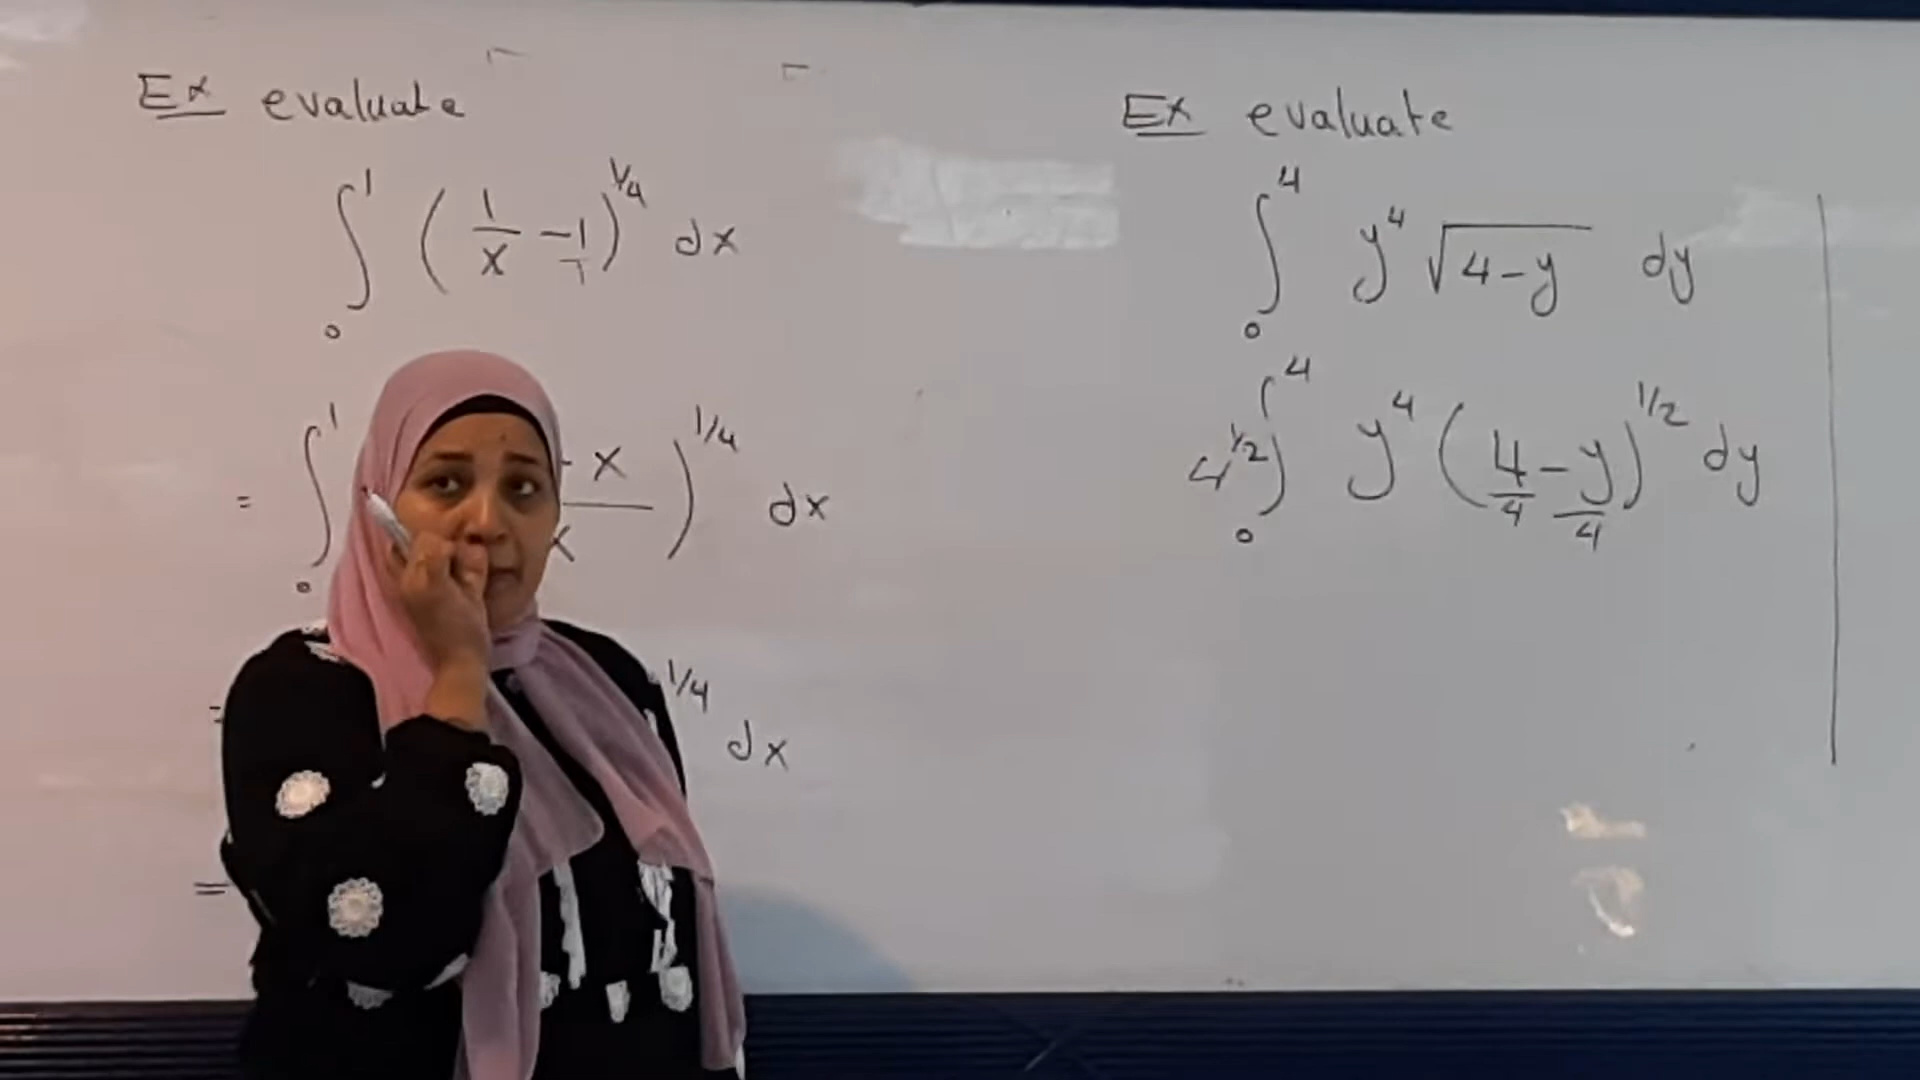 Ex evaluate
∫₀¹ (1/x − 1/1)^1/4 dx
= ∫₀¹ − x / x )^1/4 dx
= ^1/4 dx
=
Ex evaluate
∫₀⁴ y⁴ √(4−y) dy
4^1/2 ∫₀⁴ y⁴ (4/4 − y/4)^1/2 dy